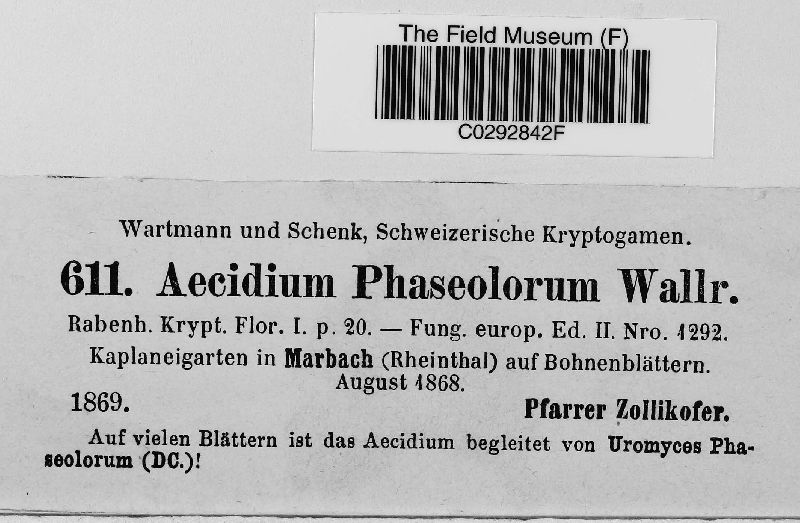 The Field Museum (F)
C0292842F
Wartmann und Schenk, Schweizerische Kryptogamen.
611. Aecidium Phaseolorum Wallr.
Rabenh. Krypt. Flor. I. p. 20. — Fung. europ. Ed. II. Nro. 1292.
Kaplaneigarten in Marbach (Rheinthal) auf Bohnenblättern.
August 1868.
1869. Pfarrer Zollikofer.
Auf vielen Blättern ist das Aecidium begleitet von Uromyces Pha-
seolorum (DC.)!